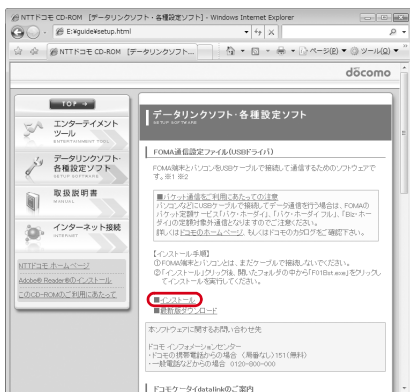 NTTドコモ CD-ROM [データリンクソフト・各種設定ソフト] - Windows Internet Explorer
E:¥guide¥setup.html
NTTドコモ CD-ROM [データリンクソフト...
ページ(P)
ツール(O)
döcomo
TOP
エンターテイメント
ツール
ENTERTAINMENT TOOL
データリンクソフト・
各種設定ソフト
SETUP SOFTWARE
取扱説明書
MANUAL
インターネット接続
INTERNET
NTTドコモ ホームページ
Adobe® Reader®のインストール
このCD-ROMのご利用にあたって
データリンクソフト・各種設定ソフト
SETUP SOFTWARE
FOMA通信設定ファイル(USBドライバ)
FOMA端末とパソコンをUSBケーブルで接続して通信するためのソフトウェアで
す。※1 ※2
■パケット通信をご利用にあたっての注意
パソコンなどにUSBケーブルで接続してデータ通信を行う場合は、FOMAの
パケット定額サービス「パケ・ホーダイ」、「パケ・ホーダイフル」、「Biz・ホー
ダイ」の定額対象外通信となりますのでご注意ください。
詳しくはドコモのホームページ、もしくはドコモのカタログをご確認下さい。
【インストール手順】
①FOMA端末とパソコンとは、まだケーブルで接続しないでください。
②「インストール」クリック後、開いたフォルダの中から「F01Bst.exe」をクリックし
てインストールを実行してください。
■インストール
■最新版ダウンロード
本ソフトウェアに関するお問い合わせ先
ドコモ・インフォメーションセンター
・ドコモの携帯電話からの場合 (局番なし)151(無料)
・一般電話などからの場合 0120-800-000
ドコモケータイdatalinkのご案内